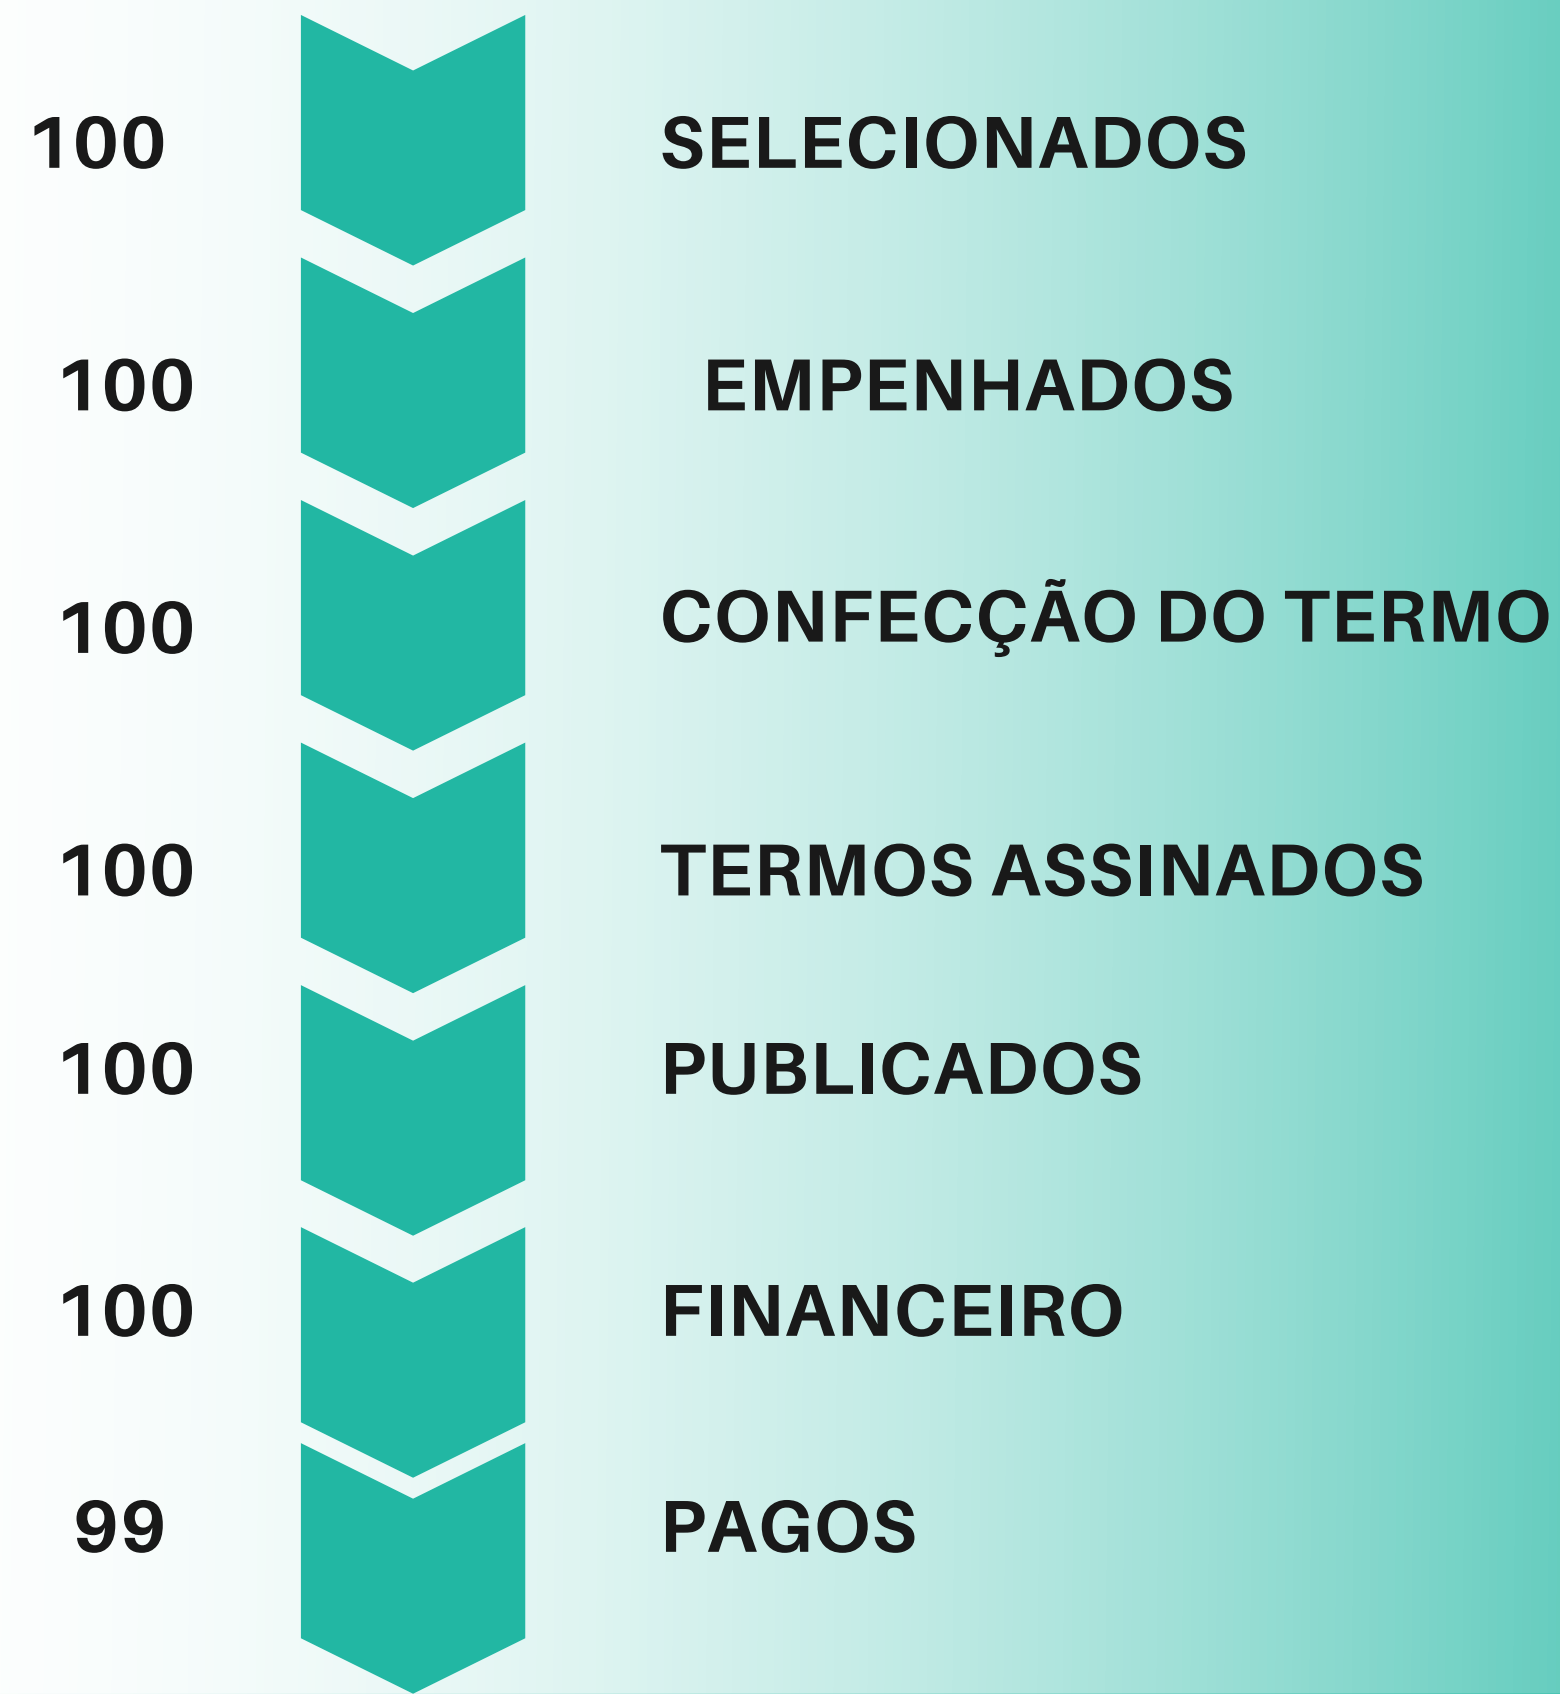 100 SELECIONADOS
100 EMPENHADOS
100 CONFECÇÃO DO TERMO
100 TERMOS ASSINADOS
100 PUBLICADOS
100 FINANCEIRO
99 PAGOS